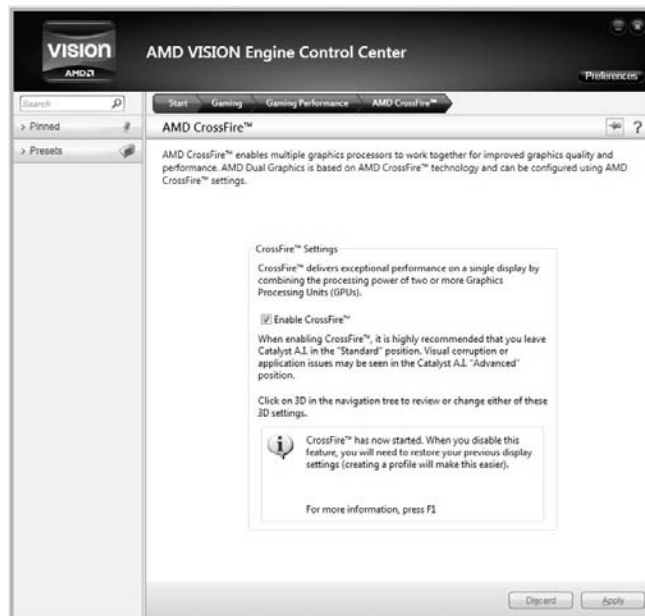 VISION
AMD
AMD VISION Engine Control Center
Preferences
Search
Start Gaming Gaming Performance AMD CrossFire™
> Pinned
AMD CrossFire™
?
> Presets
AMD CrossFire™ enables multiple graphics processors to work together for improved graphics quality and
performance. AMD Dual Graphics is based on AMD CrossFire™ technology and can be configured using AMD
CrossFire™ settings.
CrossFire™ Settings
CrossFire™ delivers exceptional performance on a single display by
combining the processing power of two or more Graphics
Processing Units (GPUs).
Enable CrossFire™
When enabling CrossFire™, it is highly recommended that you leave
Catalyst A.I. in the "Standard" position. Visual corruption or
application issues may be seen in the Catalyst A.I. "Advanced"
position.
Click on 3D in the navigation tree to review or change either of these
3D settings.
CrossFire™ has now started. When you disable this
feature, you will need to restore your previous display
settings (creating a profile will make this easier).
For more information, press F1
Discard Apply